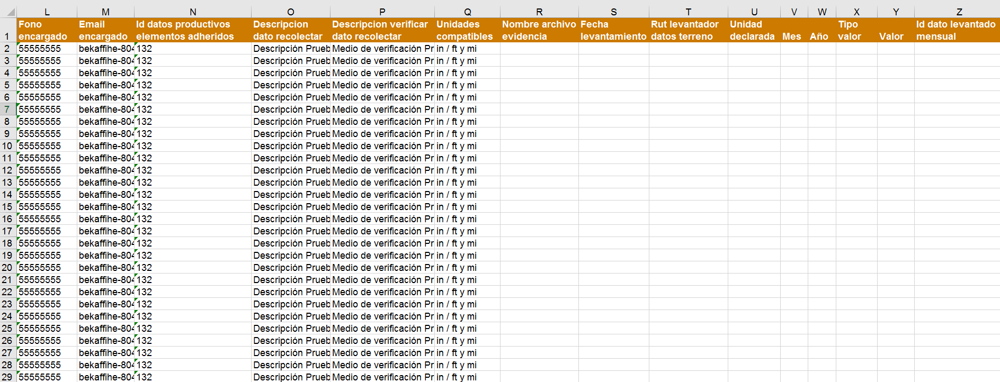 L M N O P Q R S T U V W X Y Z
Fono Email Id datos productivos Descripcion Descripcion verificar Unidades Nombre archivo Fecha Rut levantador Unidad Tipo Id dato levantado
1 encargado encargado elementos adheridos dato recolectar dato recolectar compatibles evidencia levantamiento datos terreno declarada Mes Año valor Valor mensual
2 55555555 bekaffihe-804 132 Descripción Prueb Medio de verificación Pr in / ft y mi
3 55555555 bekaffihe-804 132 Descripción Prueb Medio de verificación Pr in / ft y mi
4 55555555 bekaffihe-804 132 Descripción Prueb Medio de verificación Pr in / ft y mi
5 55555555 bekaffihe-804 132 Descripción Prueb Medio de verificación Pr in / ft y mi
6 55555555 bekaffihe-804 132 Descripción Prueb Medio de verificación Pr in / ft y mi
7 55555555 bekaffihe-804 132 Descripción Prueb Medio de verificación Pr in / ft y mi
8 55555555 bekaffihe-804 132 Descripción Prueb Medio de verificación Pr in / ft y mi
9 55555555 bekaffihe-804 132 Descripción Prueb Medio de verificación Pr in / ft y mi
10 55555555 bekaffihe-804 132 Descripción Prueb Medio de verificación Pr in / ft y mi
11 55555555 bekaffihe-804 132 Descripción Prueb Medio de verificación Pr in / ft y mi
12 55555555 bekaffihe-804 132 Descripción Prueb Medio de verificación Pr in / ft y mi
13 55555555 bekaffihe-804 132 Descripción Prueb Medio de verificación Pr in / ft y mi
14 55555555 bekaffihe-804 132 Descripción Prueb Medio de verificación Pr in / ft y mi
15 55555555 bekaffihe-804 132 Descripción Prueb Medio de verificación Pr in / ft y mi
16 55555555 bekaffihe-804 132 Descripción Prueb Medio de verificación Pr in / ft y mi
17 55555555 bekaffihe-804 132 Descripción Prueb Medio de verificación Pr in / ft y mi
18 55555555 bekaffihe-804 132 Descripción Prueb Medio de verificación Pr in / ft y mi
19 55555555 bekaffihe-804 132 Descripción Prueb Medio de verificación Pr in / ft y mi
20 55555555 bekaffihe-804 132 Descripción Prueb Medio de verificación Pr in / ft y mi
21 55555555 bekaffihe-804 132 Descripción Prueb Medio de verificación Pr in / ft y mi
22 55555555 bekaffihe-804 132 Descripción Prueb Medio de verificación Pr in / ft y mi
23 55555555 bekaffihe-804 132 Descripción Prueb Medio de verificación Pr in / ft y mi
24 55555555 bekaffihe-804 132 Descripción Prueb Medio de verificación Pr in / ft y mi
25 55555555 bekaffihe-804 132 Descripción Prueb Medio de verificación Pr in / ft y mi
26 55555555 bekaffihe-804 132 Descripción Prueb Medio de verificación Pr in / ft y mi
27 55555555 bekaffihe-804 132 Descripción Prueb Medio de verificación Pr in / ft y mi
28 55555555 bekaffihe-804 132 Descripción Prueb Medio de verificación Pr in / ft y mi
29 55555555 bekaffihe-804 132 Descripción Prueb Medio de verificación Pr in / ft y mi